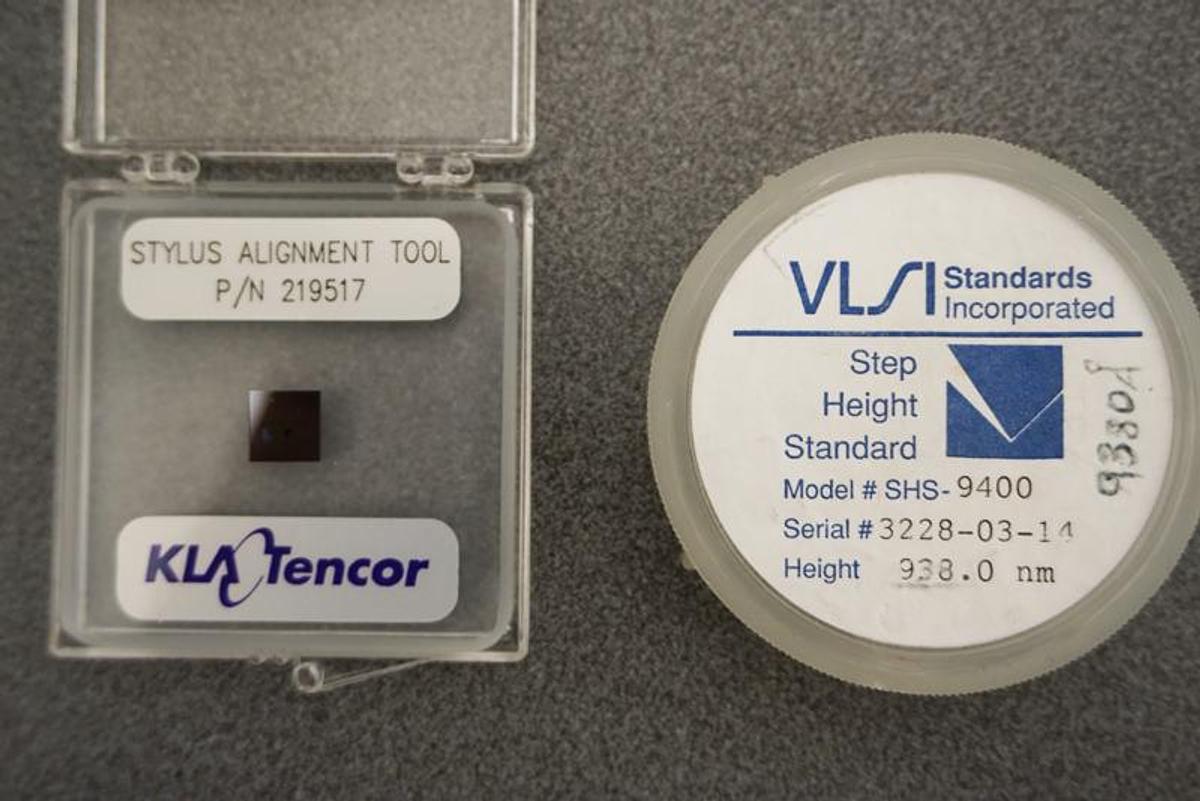 STYLUS ALIGNMENT TOOL
P/N 219517
KLA Tencor
VLSI Standards
Incorporated
Step
Height
Standard
Model # SHS-9400
Serial # 3228-03-14
Height 938.0 nm
9380Å